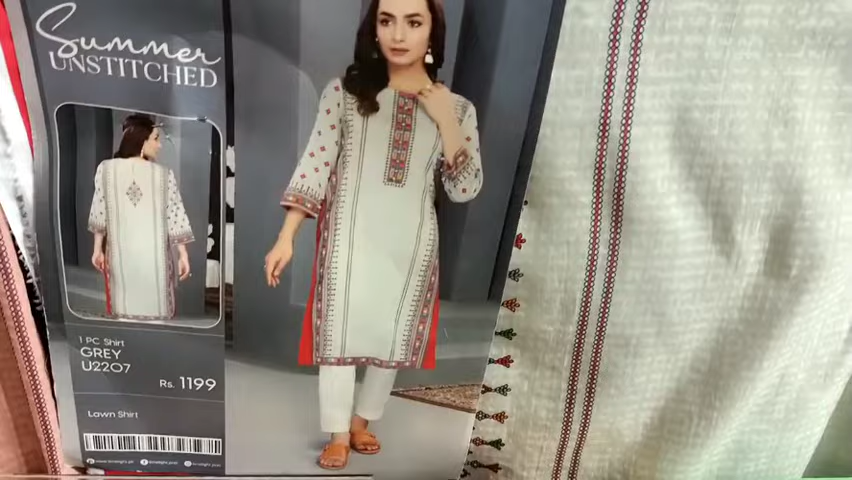 Summer
UNSTITCHED
1 PC Shirt
GREY
U2207
Rs. 1199
Lawn Shirt